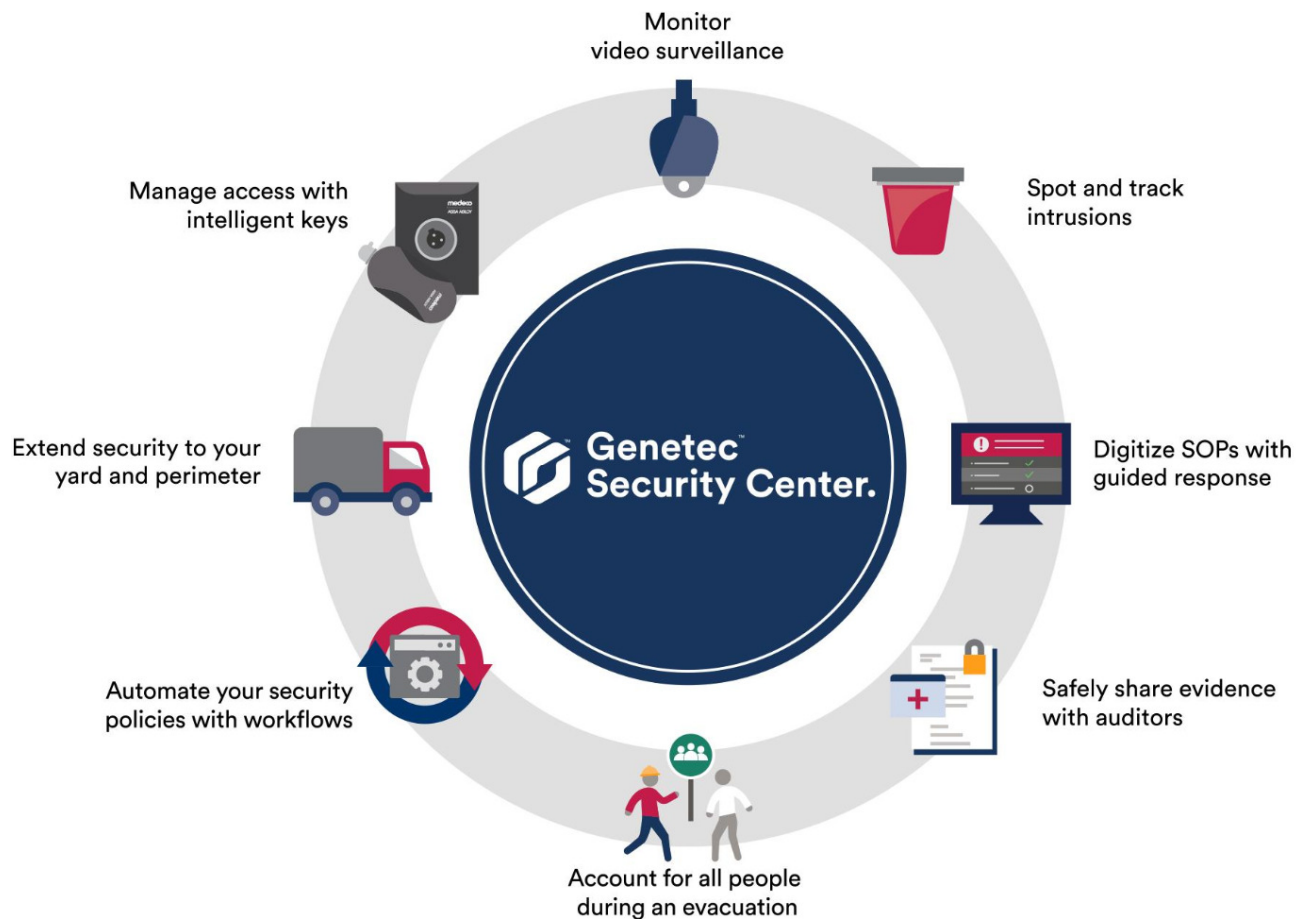 Monitor
video surveillance
Spot and track
intrusions
Manage access with
intelligent keys
medeco
ASSA ABLOY
medeco
Extend security to your
yard and perimeter
Genetec™
Security Center.
Digitize SOPs with
guided response
Automate your security
policies with workflows
Safely share evidence
with auditors
Account for all people
during an evacuation